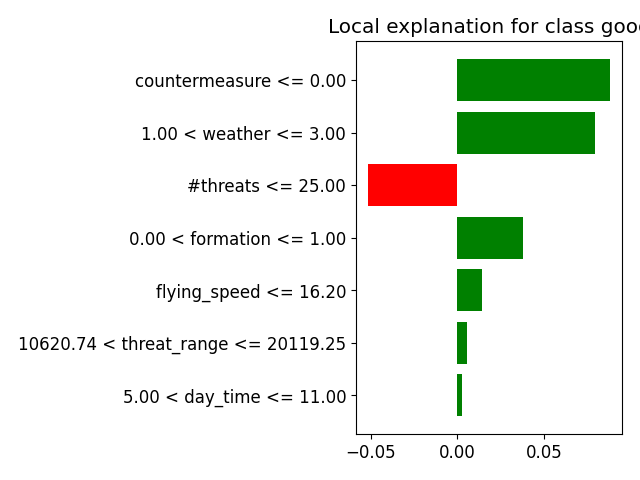 Local explanation for class goo
countermeasure <= 0.00
1.00 < weather <= 3.00
#threats <= 25.00
0.00 < formation <= 1.00
flying_speed <= 16.20
10620.74 < threat_range <= 20119.25
5.00 < day_time <= 11.00
−0.05 0.00 0.05